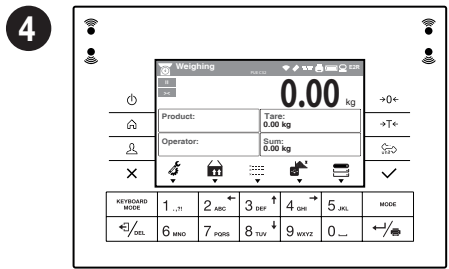 4
Weighing
E2R
0.00 kg
→0←
Product:
Tare:
0.00 kg
→T←
Operator:
Sum:
0.00 kg
KEYBOARD
MODE
1 .,?!
2 ABC
3 DEF
4 GHI
5 JKL
MODE
DEL
6 MNO
7 PQRS
8 TUV
9 WXYZ
0